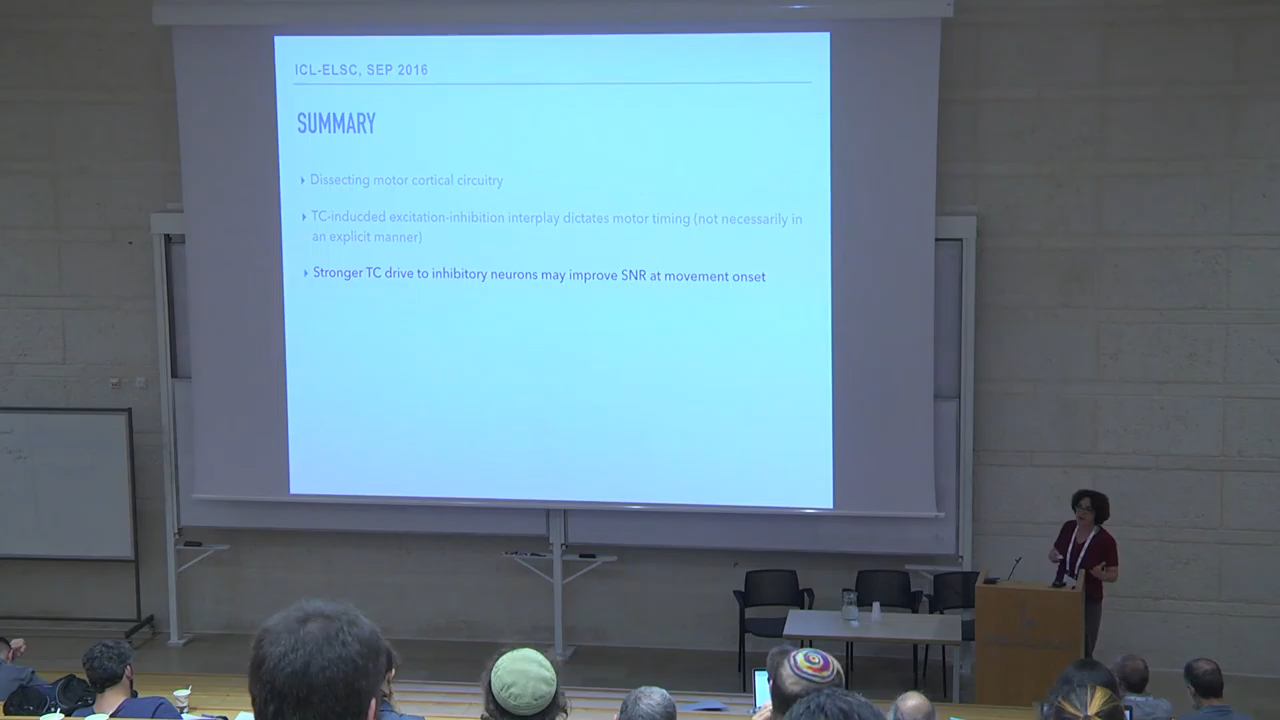 ICL-ELSC, SEP 2016
SUMMARY
Dissecting motor cortical circuitry
TC-inducded excitation-inhibition interplay dictates motor timing (not necessarily in
an explicit manner)
Stronger TC drive to inhibitory neurons may improve SNR at movement onset